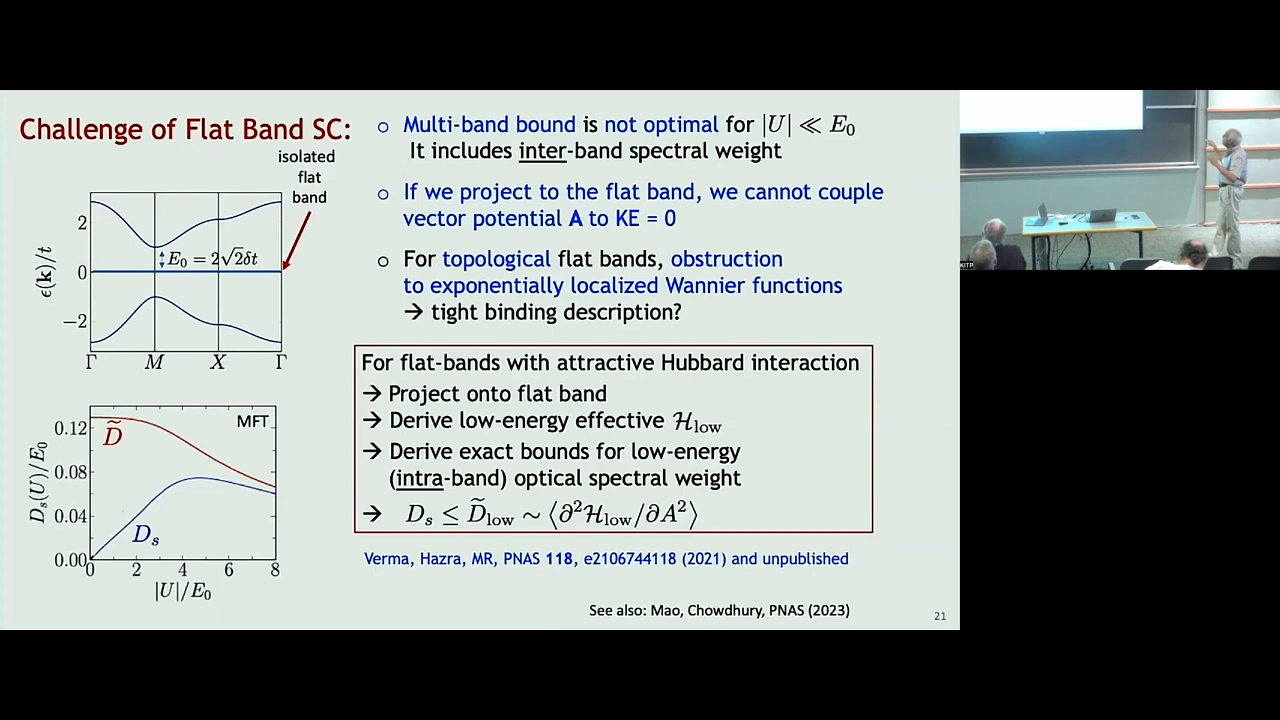 Challenge of Flat Band SC:
isolated
flat
band
ϵ(k)/t
2
0
−2
E₀ = 2√2δt
Γ M X Γ
MFT
D̃
Dₛ
Dₛ(U)/E₀
0.12
0.08
0.04
0.00
0 2 4 6 8
|U|/E₀
○ Multi-band bound is not optimal for |U| ≪ E₀
It includes inter-band spectral weight
○ If we project to the flat band, we cannot couple
vector potential A to KE = 0
○ For topological flat bands, obstruction
to exponentially localized Wannier functions
→ tight binding description?
For flat-bands with attractive Hubbard interaction
→ Project onto flat band
→ Derive low-energy effective ℋ_low
→ Derive exact bounds for low-energy
(intra-band) optical spectral weight
→ Dₛ ≤ D̃_low ∼ ⟨∂²ℋ_low/∂A²⟩
Verma, Hazra, MR, PNAS 118, e2106744118 (2021) and unpublished
See also: Mao, Chowdhury, PNAS (2023)
21
KITP